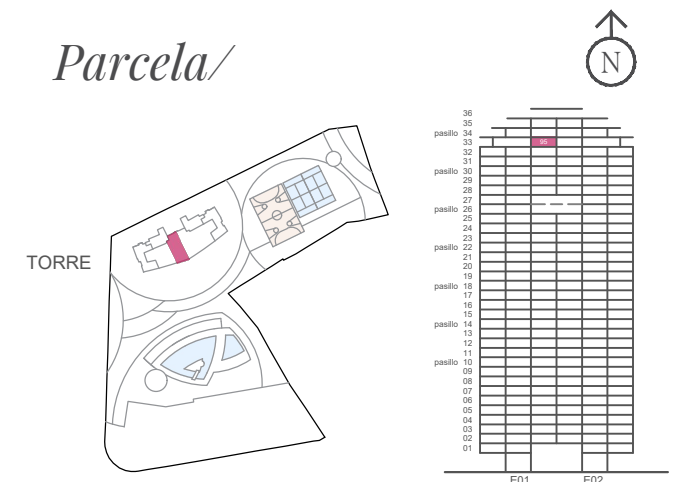 Parcela/
N
TORRE
36
35
pasillo 34
33
95
32
31
pasillo 30
29
28
27
pasillo 26
25
24
23
pasillo 22
21
20
19
pasillo 18
17
16
15
pasillo 14
13
12
11
pasillo 10
09
08
07
06
05
04
03
02
01
E01 E02